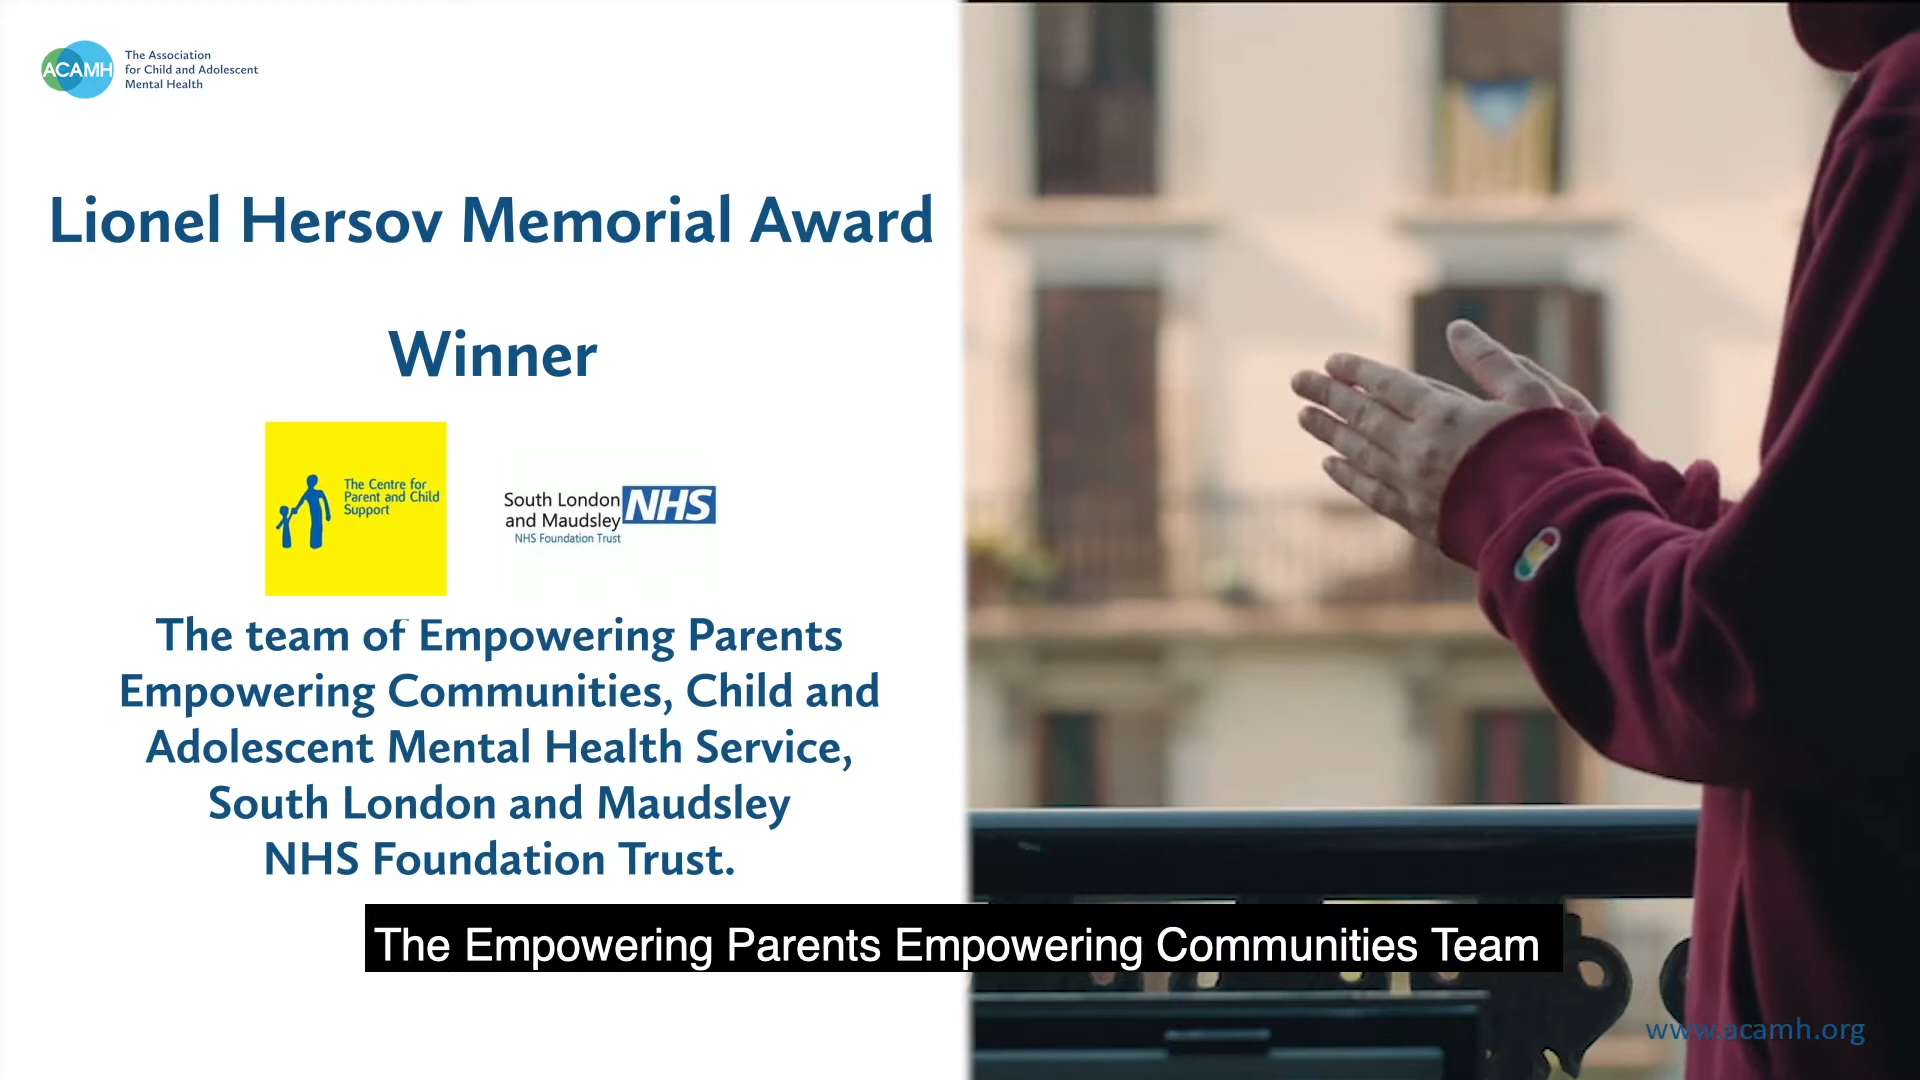 ACAMH
The Association
for Child and Adolescent
Mental Health
Lionel Hersov Memorial Award
Winner
The Centre for
Parent and Child
Support
South London
and Maudsley
NHS
NHS Foundation Trust
The team of Empowering Parents
Empowering Communities, Child and
Adolescent Mental Health Service,
South London and Maudsley
NHS Foundation Trust.
The Empowering Parents Empowering Communities Team
www.acamh.org